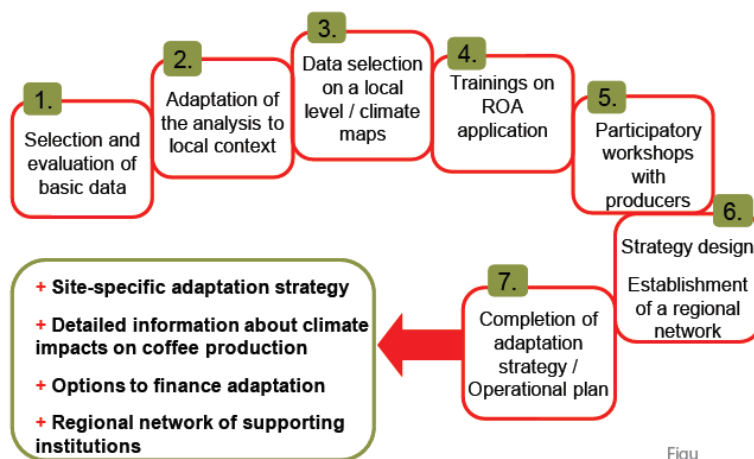 1.
Selection and
evaluation of
basic data
2.
Adaptation of
the analysis to
local context
3.
Data selection
on a local
level / climate
maps
4.
Trainings on
ROA
application
5.
Participatory
workshops
with
producers
6.
Strategy design
Establishment
of a regional
network
7.
Completion of
adaptation
strategy /
Operational plan
+ Site-specific adaptation strategy
+ Detailed information about climate
impacts on coffee production
+ Options to finance adaptation
+ Regional network of supporting
institutions
Figu